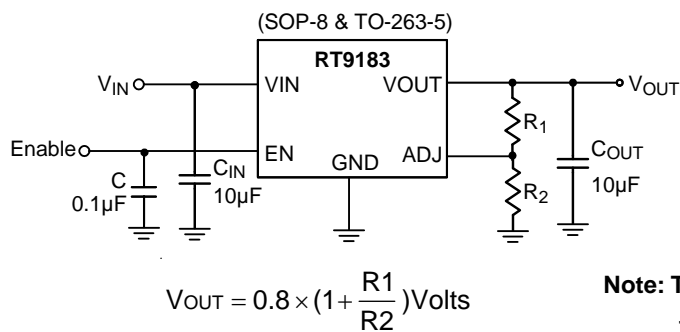 (SOP-8 & TO-263-5)
RT9183
VIN
VIN
VOUT
VOUT
R1
Enable
EN
ADJ
GND
C
0.1µF
CIN
10µF
R2
COUT
10µF
VOUT = 0.8 × (1+ R1/R2)Volts
Note: T